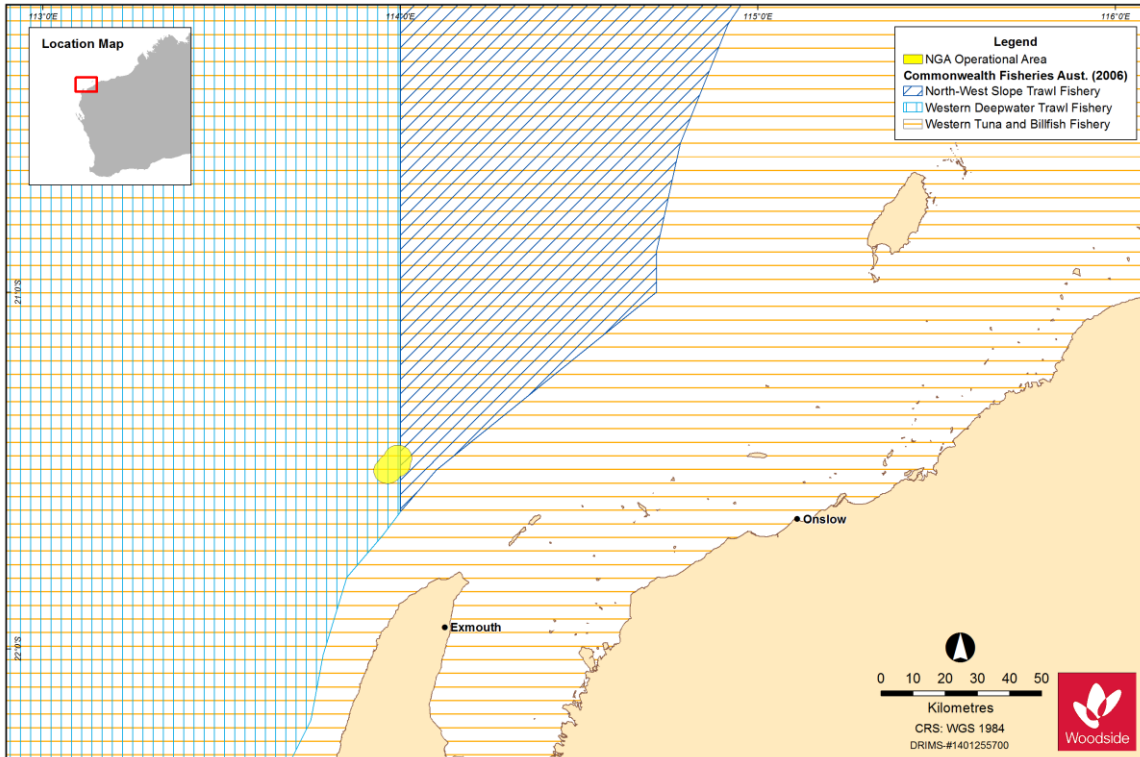 113°0'E
114°0'E
115°0'E
116°0'E
Location Map
Legend
NGA Operational Area
Commonwealth Fisheries Aust. (2006)
North-West Slope Trawl Fishery
Western Deepwater Trawl Fishery
Western Tuna and Billfish Fishery
21°0'S
21°0'S
Onslow
Exmouth
22°0'S
0 10 20 30 40 50
Kilometres
CRS: WGS 1984
DRIMS-#1401255700
Woodside